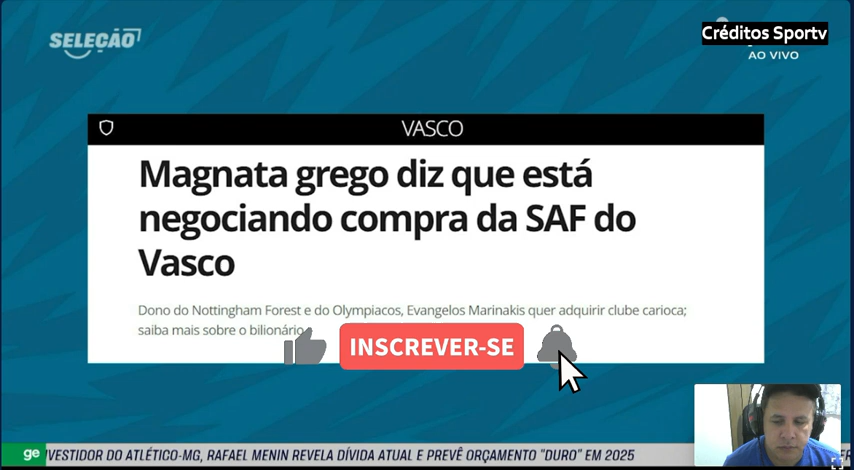 SELEÇÃO
Créditos Sportv
AO VIVO
VASCO
Magnata grego diz que está
negociando compra da SAF do
Vasco
Dono do Nottingham Forest e do Olympiacos, Evangelos Marinakis quer adquirir clube carioca;
saiba mais sobre o bilionário
INSCREVER-SE
ge VESTIDOR DO ATLÉTICO-MG, RAFAEL MENIN REVELA DÍVIDA ATUAL E PREVÊ ORÇAMENTO "DURO" EM 2025